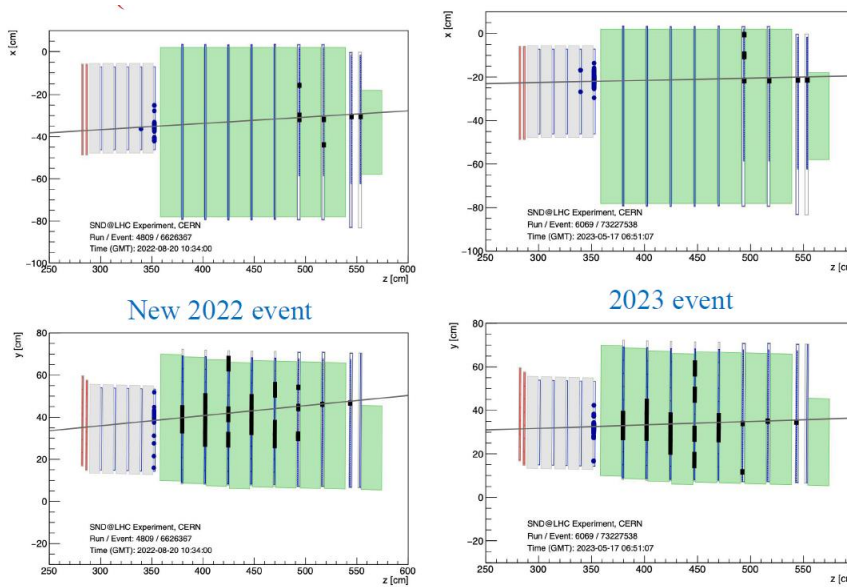 x [cm]
0
−20
−40
−60
−80
−100
SND@LHC Experiment, CERN
Run / Event: 4809 / 6626367
Time (GMT): 2022-08-20 10:34:00
250 300 350 400 450 500 550 600
z [cm]
x [cm]
0
−20
−40
−60
−80
−100
SND@LHC Experiment, CERN
Run / Event: 6069 / 73227538
Time (GMT): 2023-05-17 06:51:07
250 300 350 400 450 500 550
z [cm]
New 2022 event
2023 event
y [cm]
80
60
40
20
0
−20
SND@LHC Experiment, CERN
Run / Event: 4809 / 6626367
Time (GMT): 2022-08-20 10:34:00
250 300 350 400 450 500 550 600
z [cm]
y [cm]
80
60
40
20
0
−20
SND@LHC Experiment, CERN
Run / Event: 6069 / 73227538
Time (GMT): 2023-05-17 06:51:07
250 300 350 400 450 500 550
z [cm]